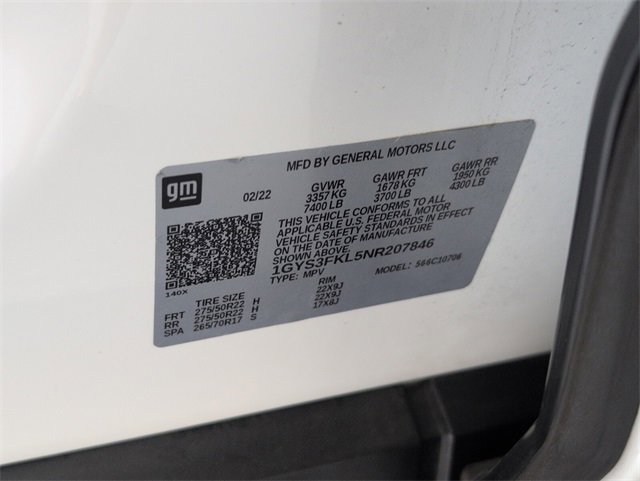 MFD BY GENERAL MOTORS LLC
gm
02/22
GVWR GAWR FRT GAWR RR
3357 KG 1678 KG 1950 KG
7400 LB 3700 LB 4300 LB
THIS VEHICLE CONFORMS TO ALL
APPLICABLE U.S. FEDERAL MOTOR
VEHICLE SAFETY STANDARDS IN EFFECT
ON THE DATE OF MANUFACTURE
SHOWN ABOVE.
1GYS3FKL5NR207846
TYPE: MPV MODEL: 566C10706
140X
TIRE SIZE RIM
FRT 275/50R22 H 22X9J
RR 275/50R22 H 22X9J
SPA 265/70R17 S 17X8J